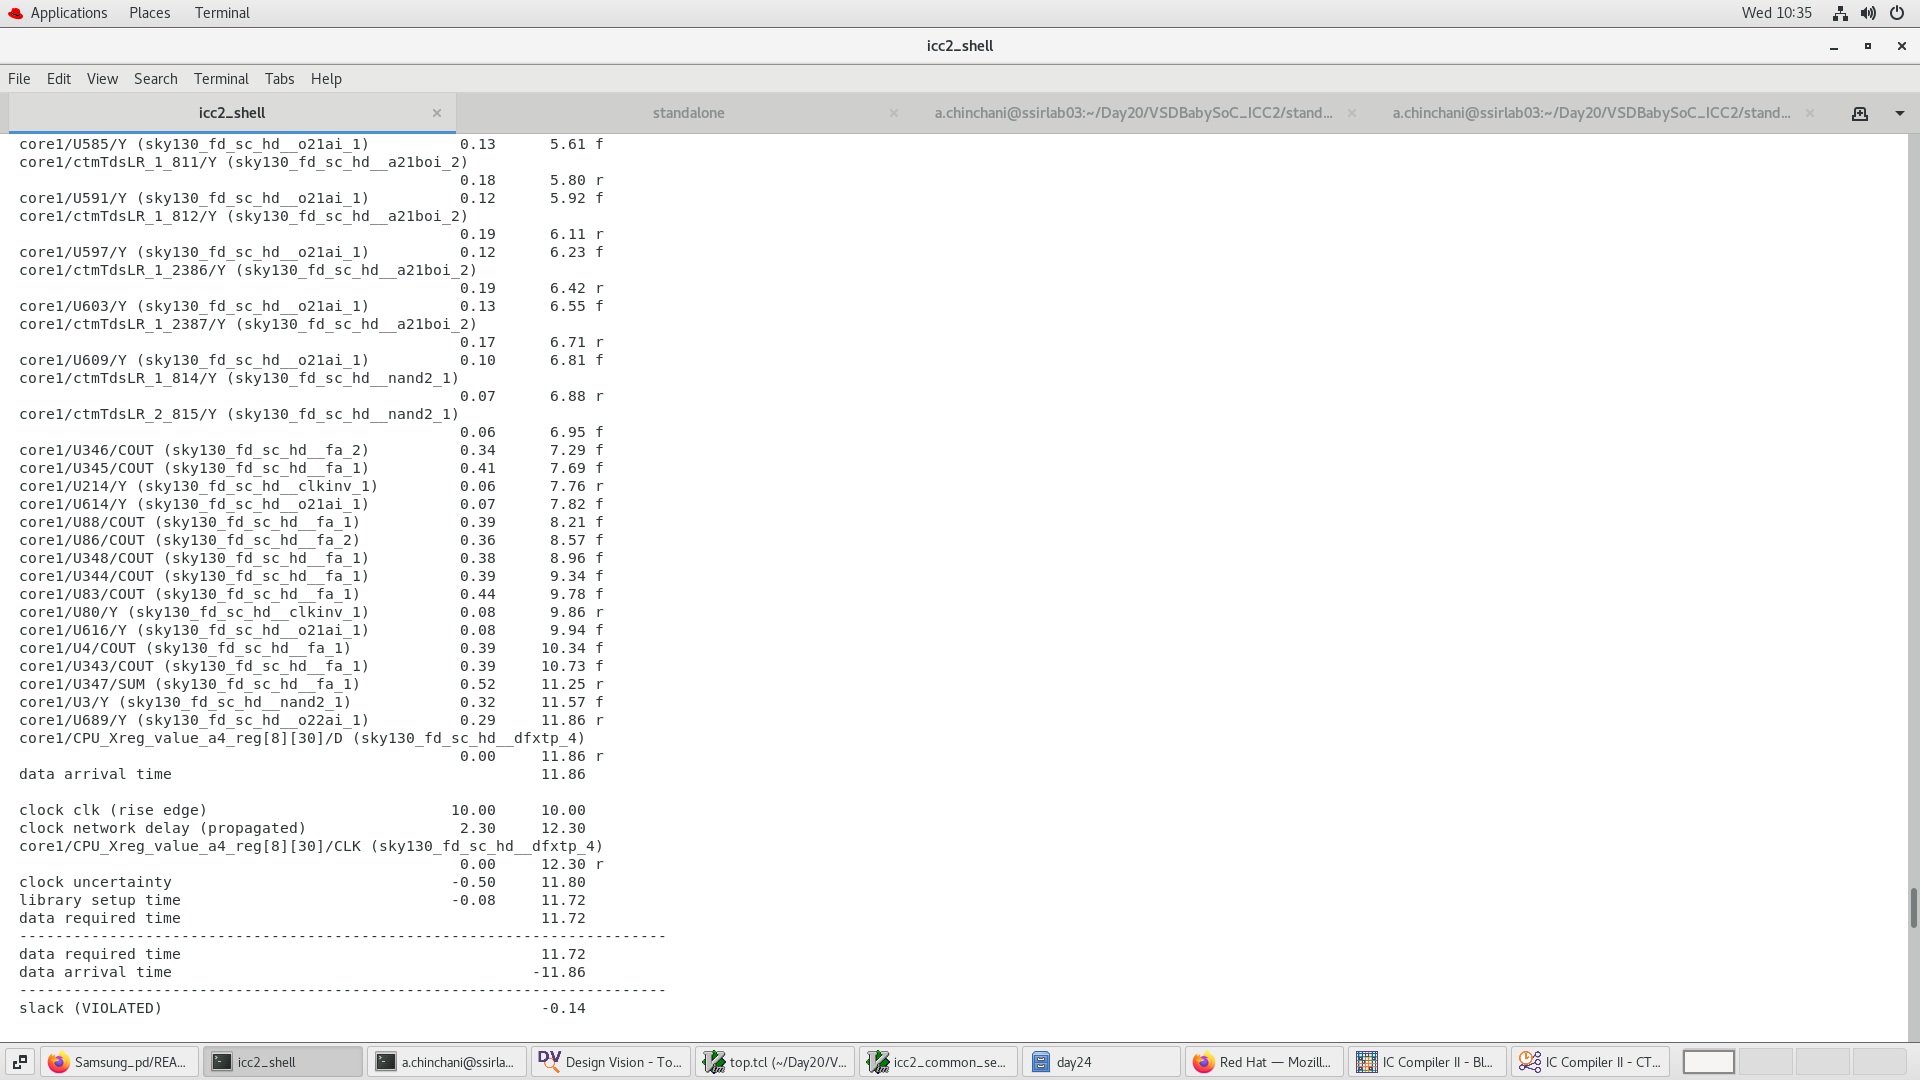 Applications Places Terminal Wed 10:35
icc2_shell
File Edit View Search Terminal Tabs Help
icc2_shell standalone a.chinchani@ssirlab03:~/Day20/VSDBabySoC_ICC2/stand... a.chinchani@ssirlab03:~/Day20/VSDBabySoC_ICC2/stand...
core1/U585/Y (sky130_fd_sc_hd__o21ai_1) 0.13 5.61 f
core1/ctmTdsLR_1_811/Y (sky130_fd_sc_hd__a21boi_2)
0.18 5.80 r
core1/U591/Y (sky130_fd_sc_hd__o21ai_1) 0.12 5.92 f
core1/ctmTdsLR_1_812/Y (sky130_fd_sc_hd__a21boi_2)
0.19 6.11 r
core1/U597/Y (sky130_fd_sc_hd__o21ai_1) 0.12 6.23 f
core1/ctmTdsLR_1_2386/Y (sky130_fd_sc_hd__a21boi_2)
0.19 6.42 r
core1/U603/Y (sky130_fd_sc_hd__o21ai_1) 0.13 6.55 f
core1/ctmTdsLR_1_2387/Y (sky130_fd_sc_hd__a21boi_2)
0.17 6.71 r
core1/U609/Y (sky130_fd_sc_hd__o21ai_1) 0.10 6.81 f
core1/ctmTdsLR_1_814/Y (sky130_fd_sc_hd__nand2_1)
0.07 6.88 r
core1/ctmTdsLR_2_815/Y (sky130_fd_sc_hd__nand2_1)
0.06 6.95 f
core1/U346/COUT (sky130_fd_sc_hd__fa_2) 0.34 7.29 f
core1/U345/COUT (sky130_fd_sc_hd__fa_1) 0.41 7.69 f
core1/U214/Y (sky130_fd_sc_hd__clkinv_1) 0.06 7.76 r
core1/U614/Y (sky130_fd_sc_hd__o21ai_1) 0.07 7.82 f
core1/U88/COUT (sky130_fd_sc_hd__fa_1) 0.39 8.21 f
core1/U86/COUT (sky130_fd_sc_hd__fa_2) 0.36 8.57 f
core1/U348/COUT (sky130_fd_sc_hd__fa_1) 0.38 8.96 f
core1/U344/COUT (sky130_fd_sc_hd__fa_1) 0.39 9.34 f
core1/U83/COUT (sky130_fd_sc_hd__fa_1) 0.44 9.78 f
core1/U80/Y (sky130_fd_sc_hd__clkinv_1) 0.08 9.86 r
core1/U616/Y (sky130_fd_sc_hd__o21ai_1) 0.08 9.94 f
core1/U4/COUT (sky130_fd_sc_hd__fa_1) 0.39 10.34 f
core1/U343/COUT (sky130_fd_sc_hd__fa_1) 0.39 10.73 f
core1/U347/SUM (sky130_fd_sc_hd__fa_1) 0.52 11.25 r
core1/U3/Y (sky130_fd_sc_hd__nand2_1) 0.32 11.57 f
core1/U689/Y (sky130_fd_sc_hd__o22ai_1) 0.29 11.86 r
core1/CPU_Xreg_value_a4_reg[8][30]/D (sky130_fd_sc_hd__dfxtp_4)
0.00 11.86 r
data arrival time 11.86
clock clk (rise edge) 10.00 10.00
clock network delay (propagated) 2.30 12.30
core1/CPU_Xreg_value_a4_reg[8][30]/CLK (sky130_fd_sc_hd__dfxtp_4)
0.00 12.30 r
clock uncertainty -0.50 11.80
library setup time -0.08 11.72
data required time 11.72
------------------------------------------------------------------------
data required time 11.72
data arrival time -11.86
------------------------------------------------------------------------
slack (VIOLATED) -0.14
Samsung_pd/REA... icc2_shell a.chinchani@ssirla... Design Vision - To... top.tcl (~/Day20/V... icc2_common_se... day24 Red Hat — Mozill... IC Compiler II - Bl... IC Compiler II - CT...